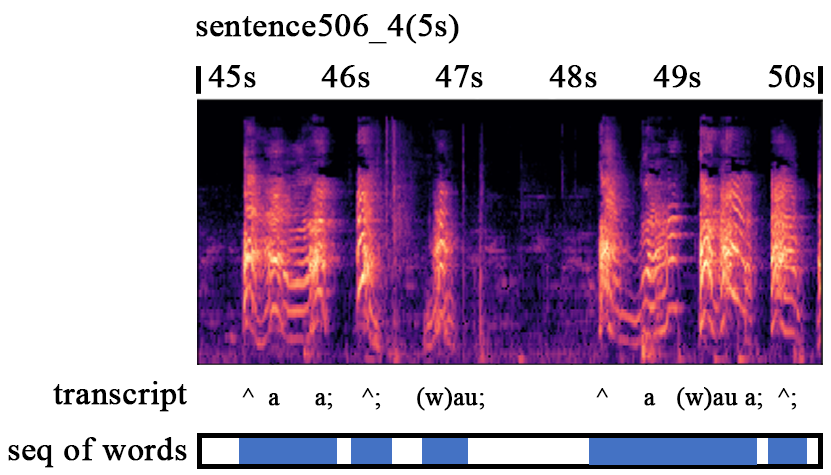 sentence506_4(5s)
45s 46s 47s 48s 49s 50s
transcript ^ a a; ^; (w)au; ^ a (w)au a; ^;
seq of words